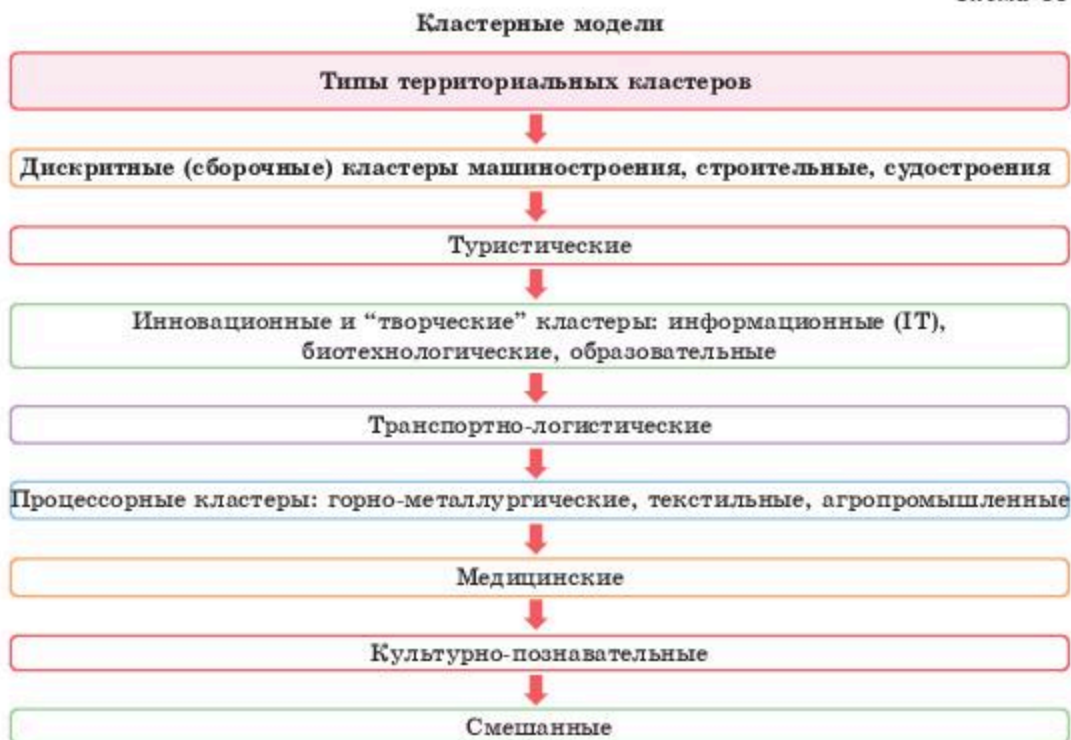 Кластерные модели
Типы территориальных кластеров
Дискритные (сборочные) кластеры машиностроения, строительные, судостроения
Туристические
Инновационные и “творческие” кластеры: информационные (IT),
биотехнологические, образовательные
Транспортно-логистические
Процессорные кластеры: горно-металлургические, текстильные, агропромышленные
Медицинские
Культурно-познавательные
Смешанные